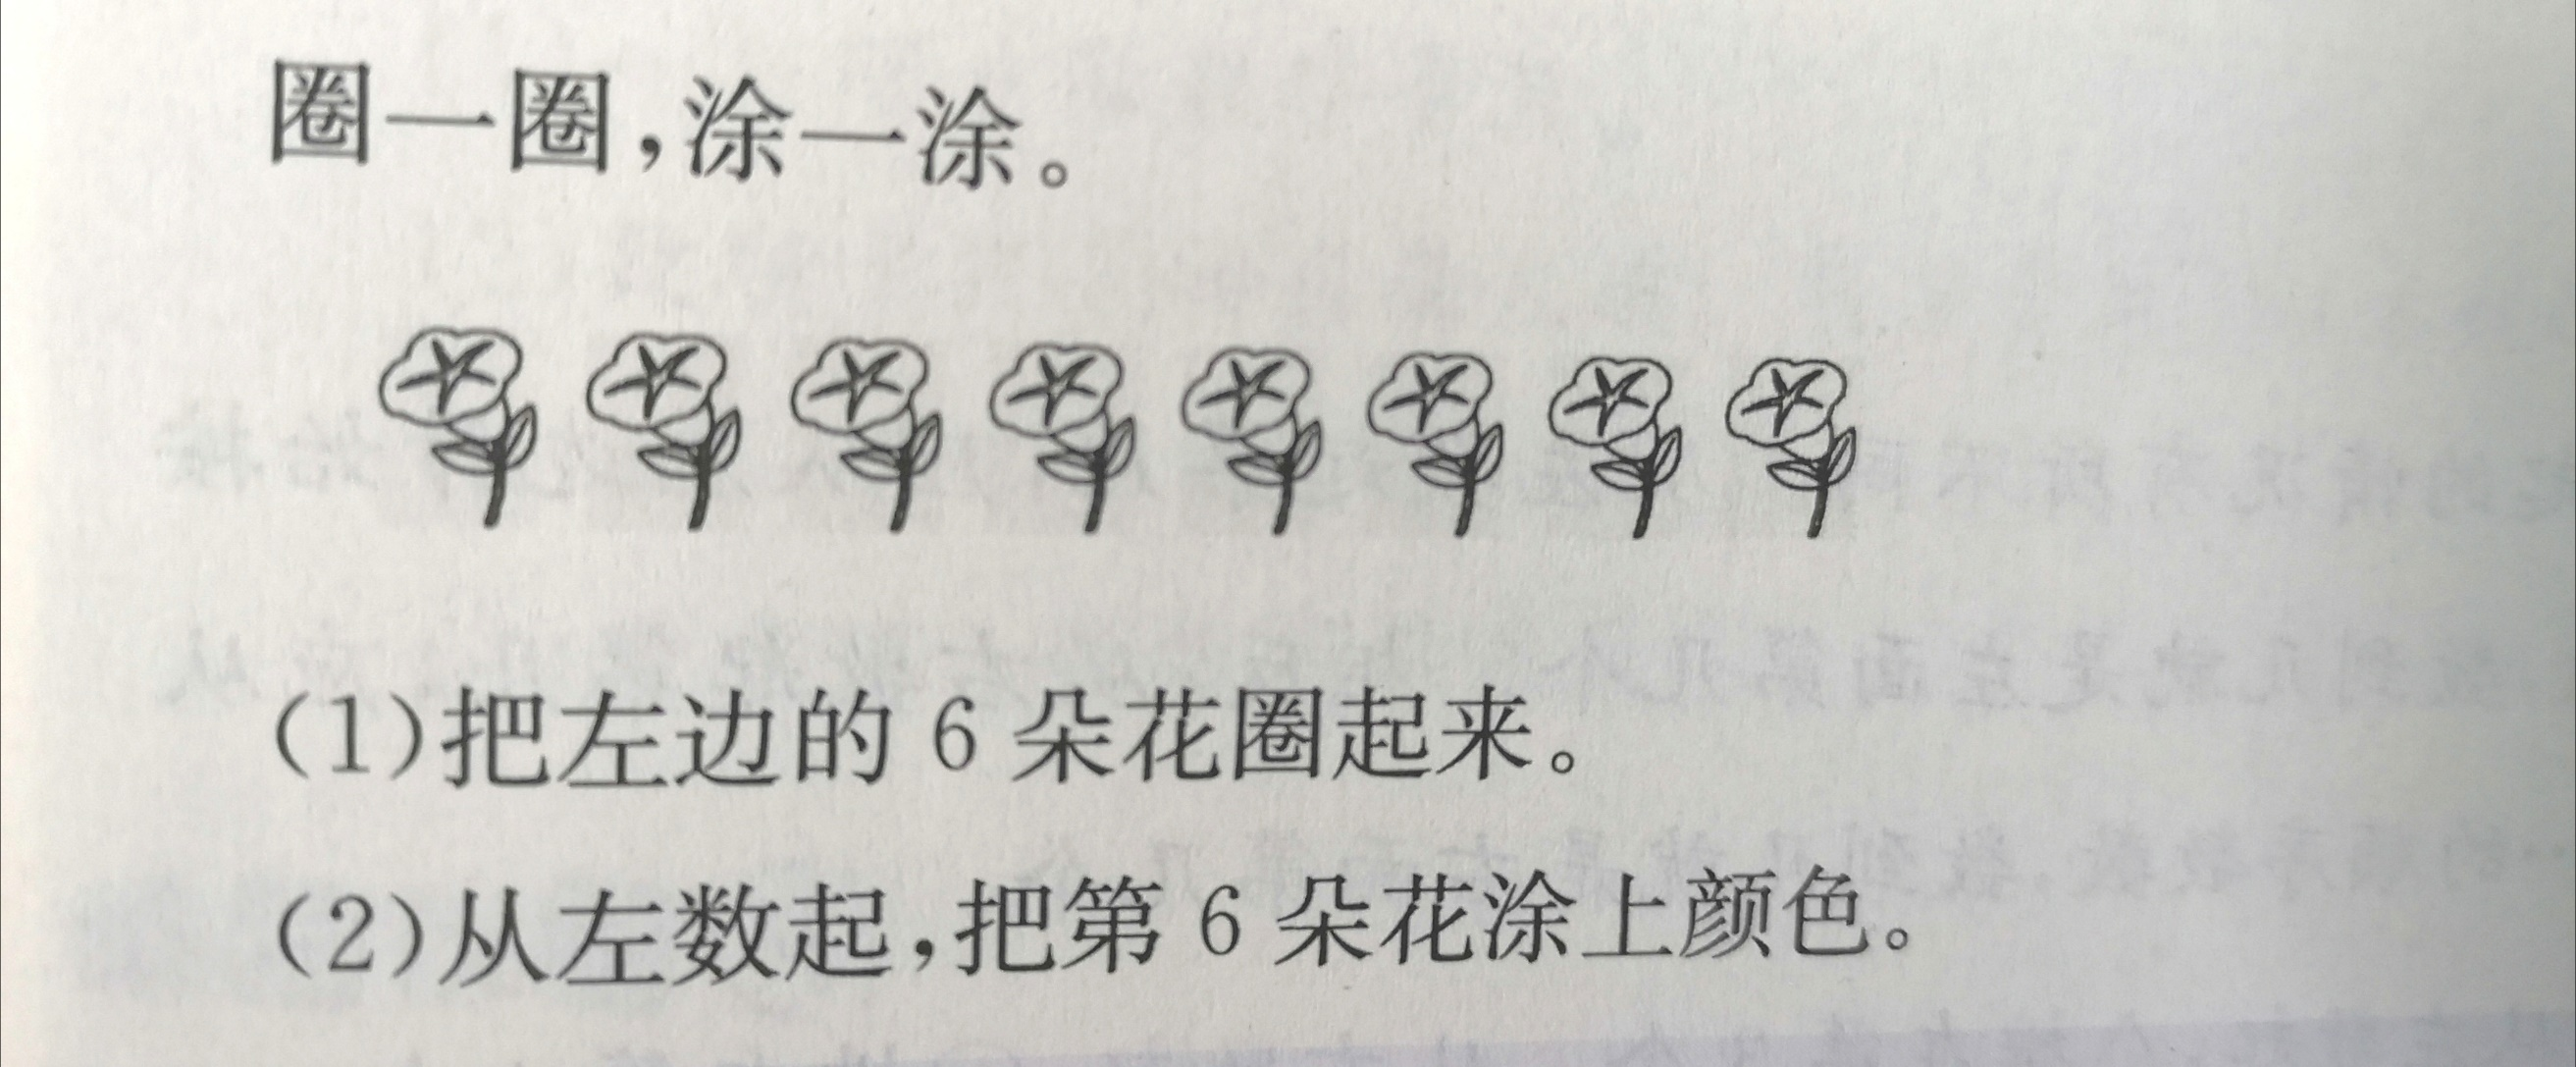 圈一圈,涂一涂。
(1)把左边的 6 朵花圈起来。
(2)从左数起,把第 6 朵花涂上颜色。